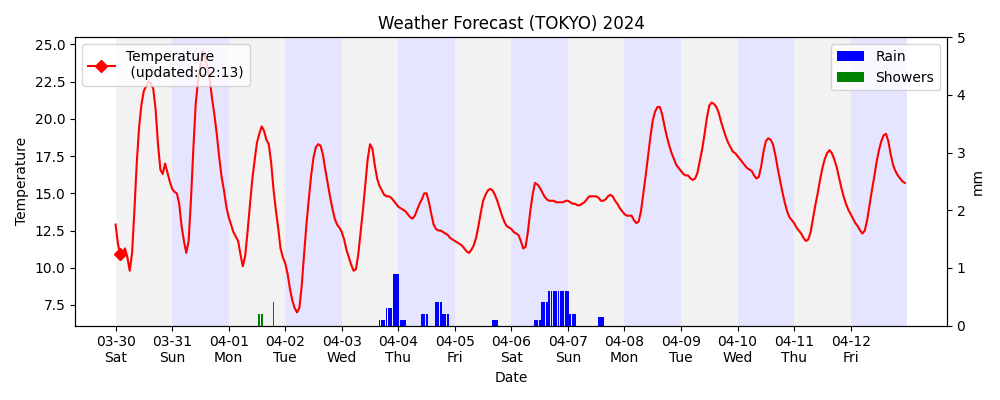 Weather Forecast (TOKYO) 2024
Temperature
(updated:02:13)
Rain
Showers
25.0
22.5
20.0
17.5
15.0
12.5
10.0
7.5
Temperature
5
4
3
2
1
0
mm
03-30 03-31 04-01 04-02 04-03 04-04 04-05 04-06 04-07 04-08 04-09 04-10 04-11 04-12
Sat Sun Mon Tue Wed Thu Fri Sat Sun Mon Tue Wed Thu Fri
Date